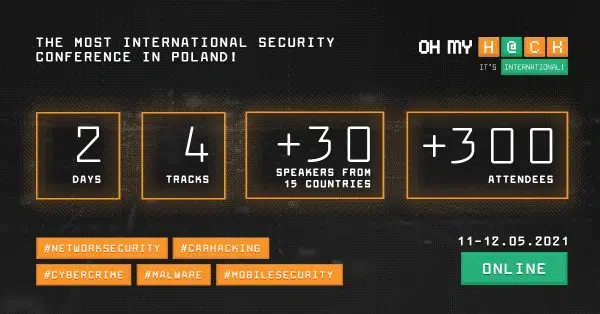 THE MOST INTERNATIONAL SECURITY
CONFERENCE IN POLAND!
OH MY H@CK
IT'S INTERNATIONAL!
2
DAYS
4
TRACKS
+30
SPEAKERS FROM
15 COUNTRIES
+300
ATTENDEES
#NETWORKSECURITY #CARHACKING
#CYBERCRIME #MALWARE #MOBILESECURITY
11-12.05.2021
ONLINE